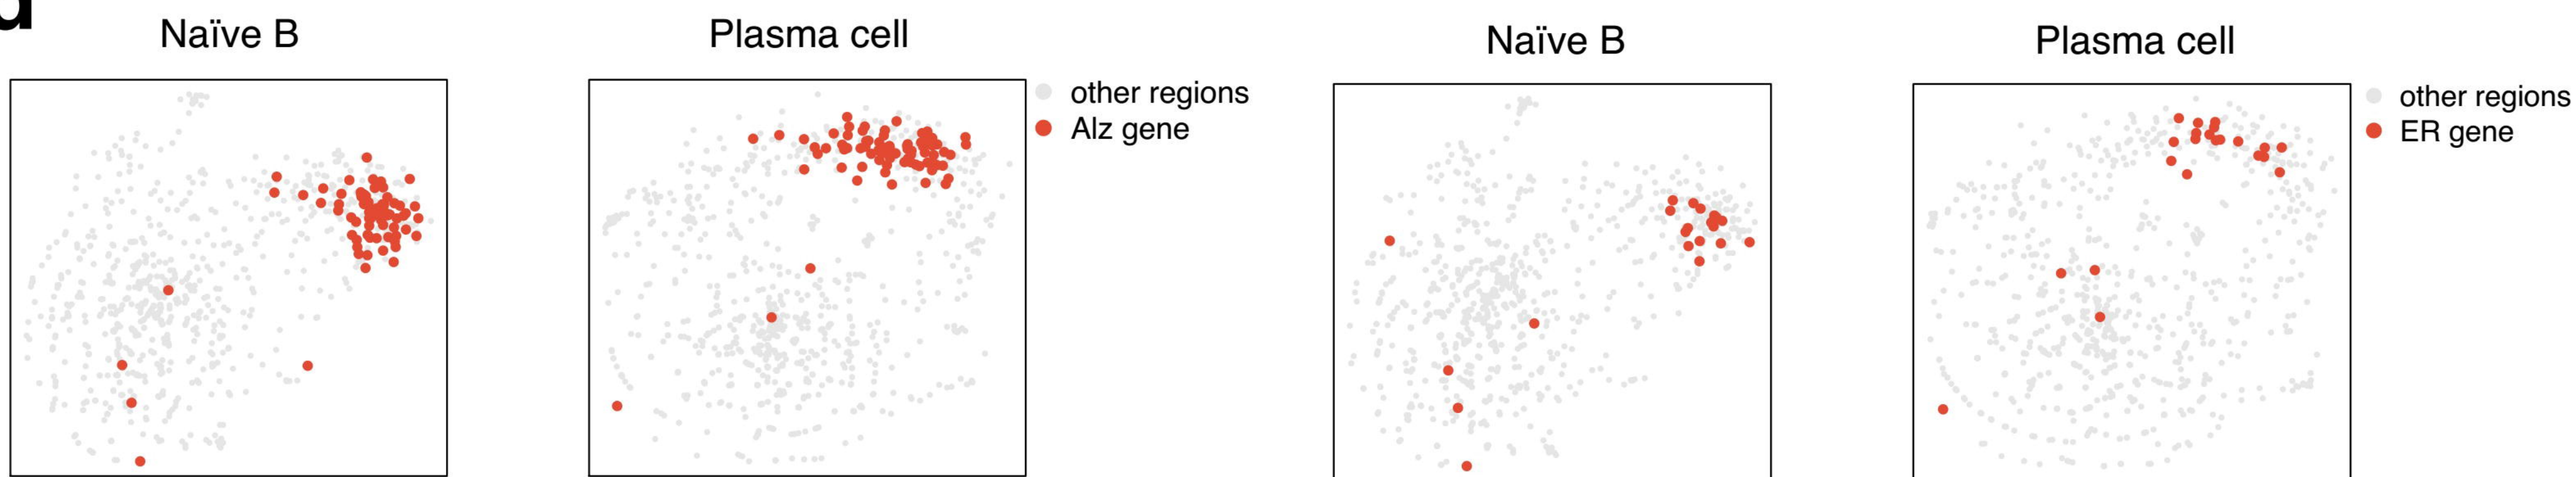 d
Naïve B
Plasma cell
other regions
Alz gene
Naïve B
Plasma cell
other regions
ER gene